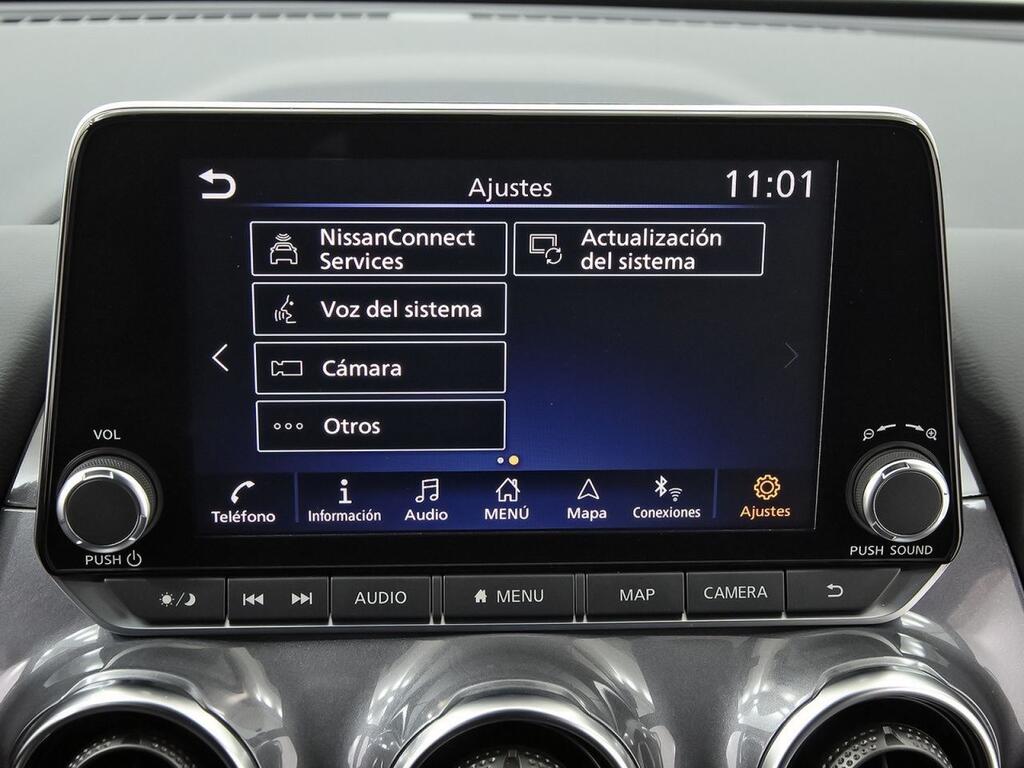 Ajustes
11:01
NissanConnect
Services
Actualización
del sistema
Voz del sistema
Cámara
Otros
VOL
PUSH
Teléfono
Información
Audio
MENÚ
Mapa
Conexiones
Ajustes
PUSH SOUND
AUDIO
MENU
MAP
CAMERA